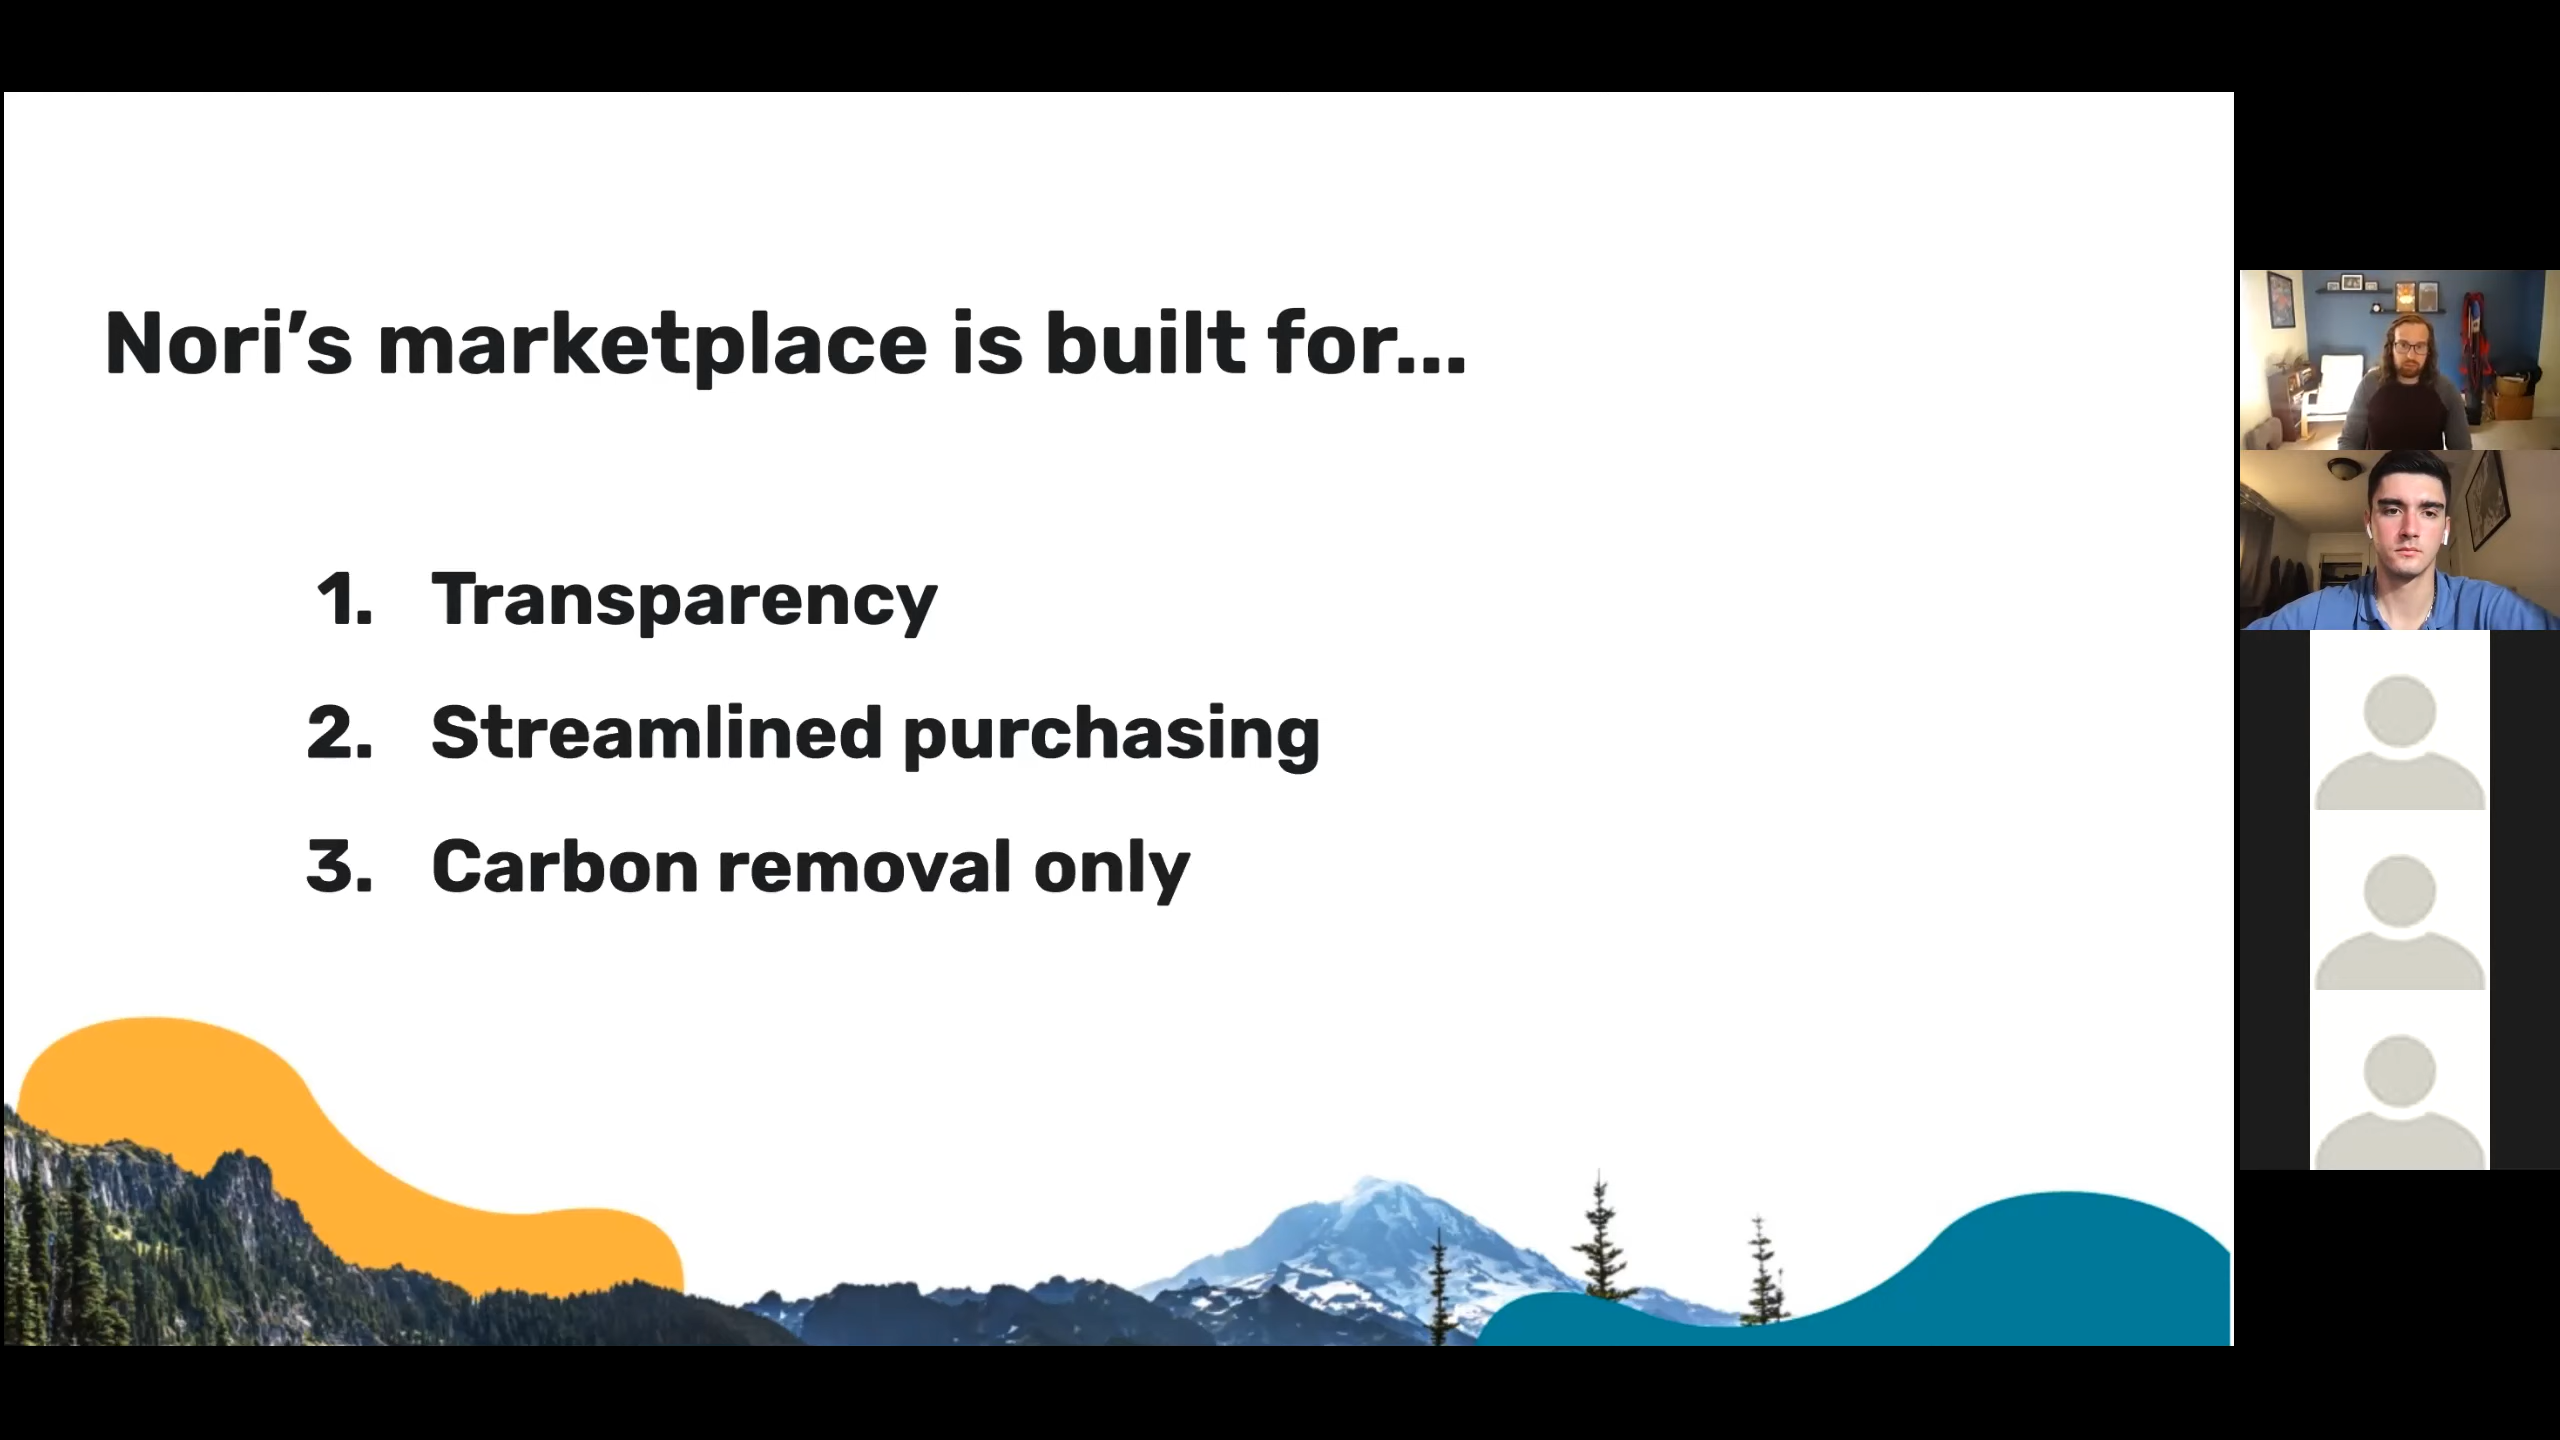 Nori’s marketplace is built for...
1. Transparency
2. Streamlined purchasing
3. Carbon removal only